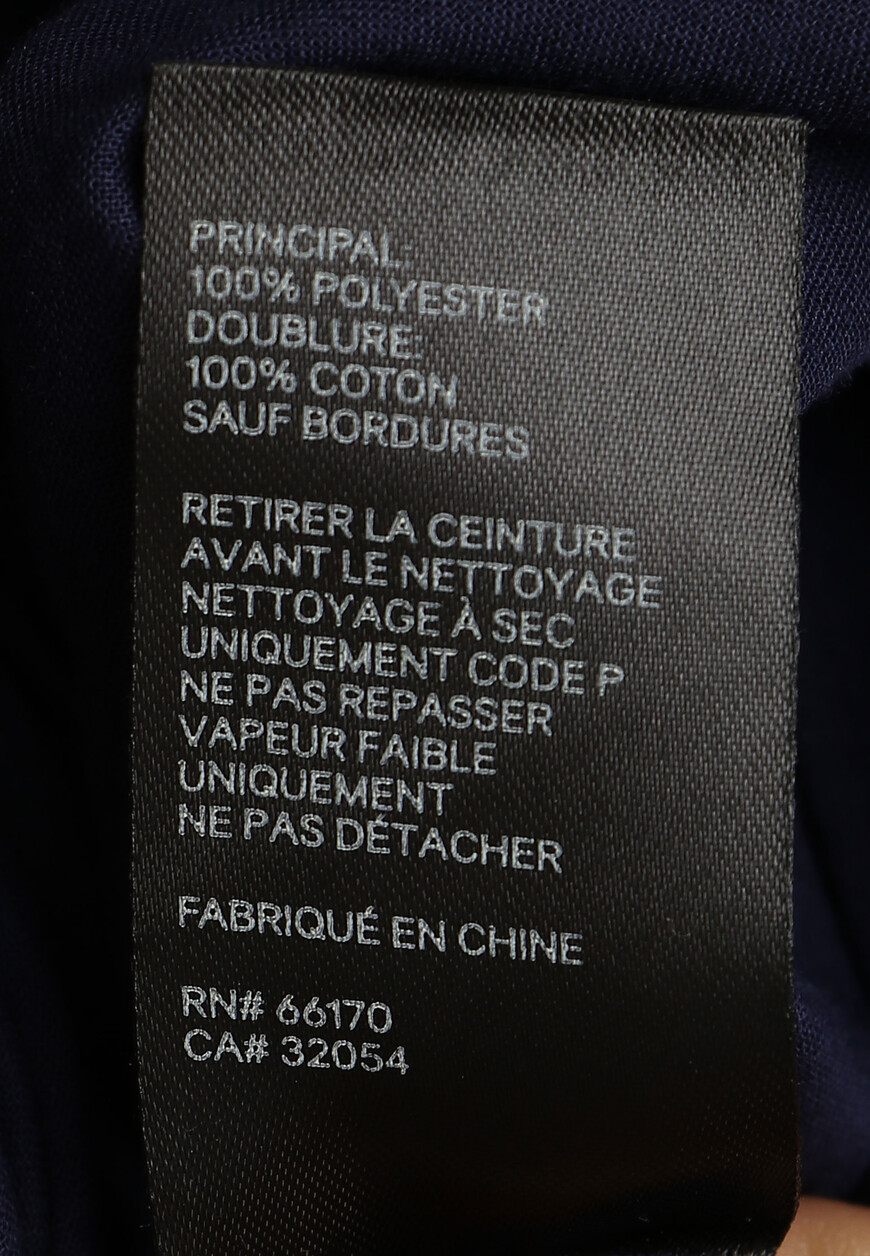 PRINCIPAL:
100% POLYESTER
DOUBLURE:
100% COTON
SAUF BORDURES
RETIRER LA CEINTURE
AVANT LE NETTOYAGE
NETTOYAGE À SEC
UNIQUEMENT CODE P
NE PAS REPASSER
VAPEUR FAIBLE
UNIQUEMENT
NE PAS DÉTACHER
FABRIQUÉ EN CHINE
RN# 66170
CA# 32054